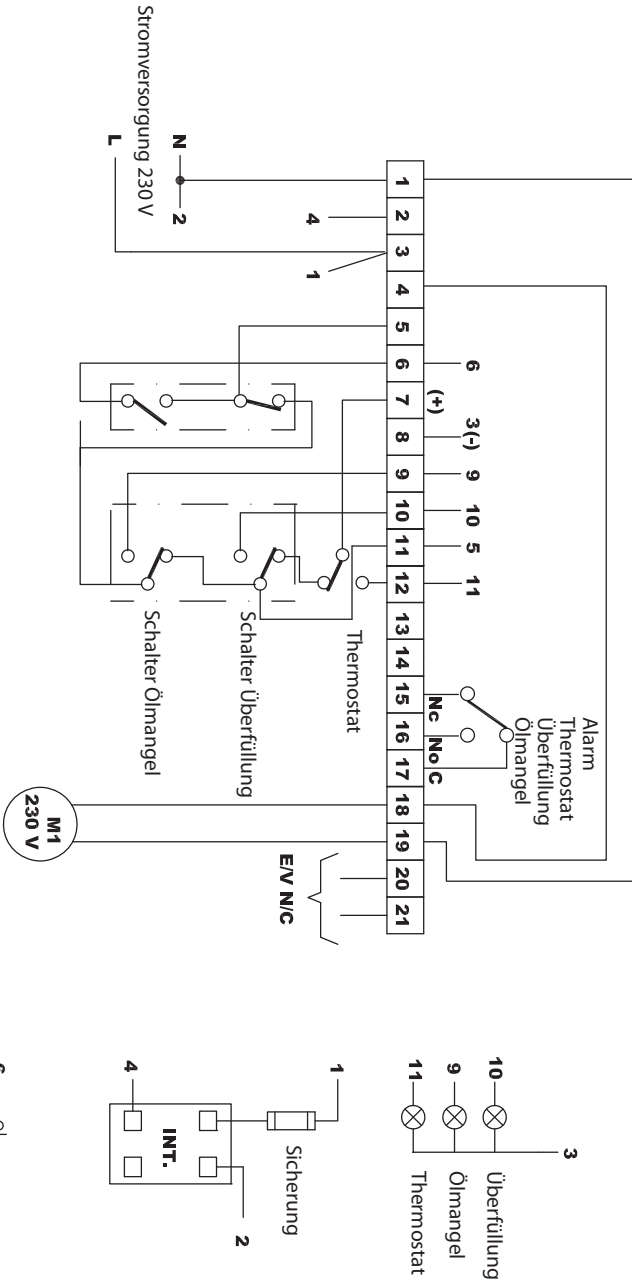 Stromversorgung 230 V
L
N
2
4
1
1
2
3
4
5
6
7
8
9
10
11
12
13
14
15
16
17
18
19
20
21
6
(+)
3(-)
9
10
5
11
Nc
No
C
Alarm
Thermostat
Überfüllung
Ölmangel
Thermostat
Schalter Überfüllung
Schalter Ölmangel
M1
230 V
E/V N/C
10
9
11
3
Überfüllung
Ölmangel
Thermostat
1
Sicherung
4
INT.
2